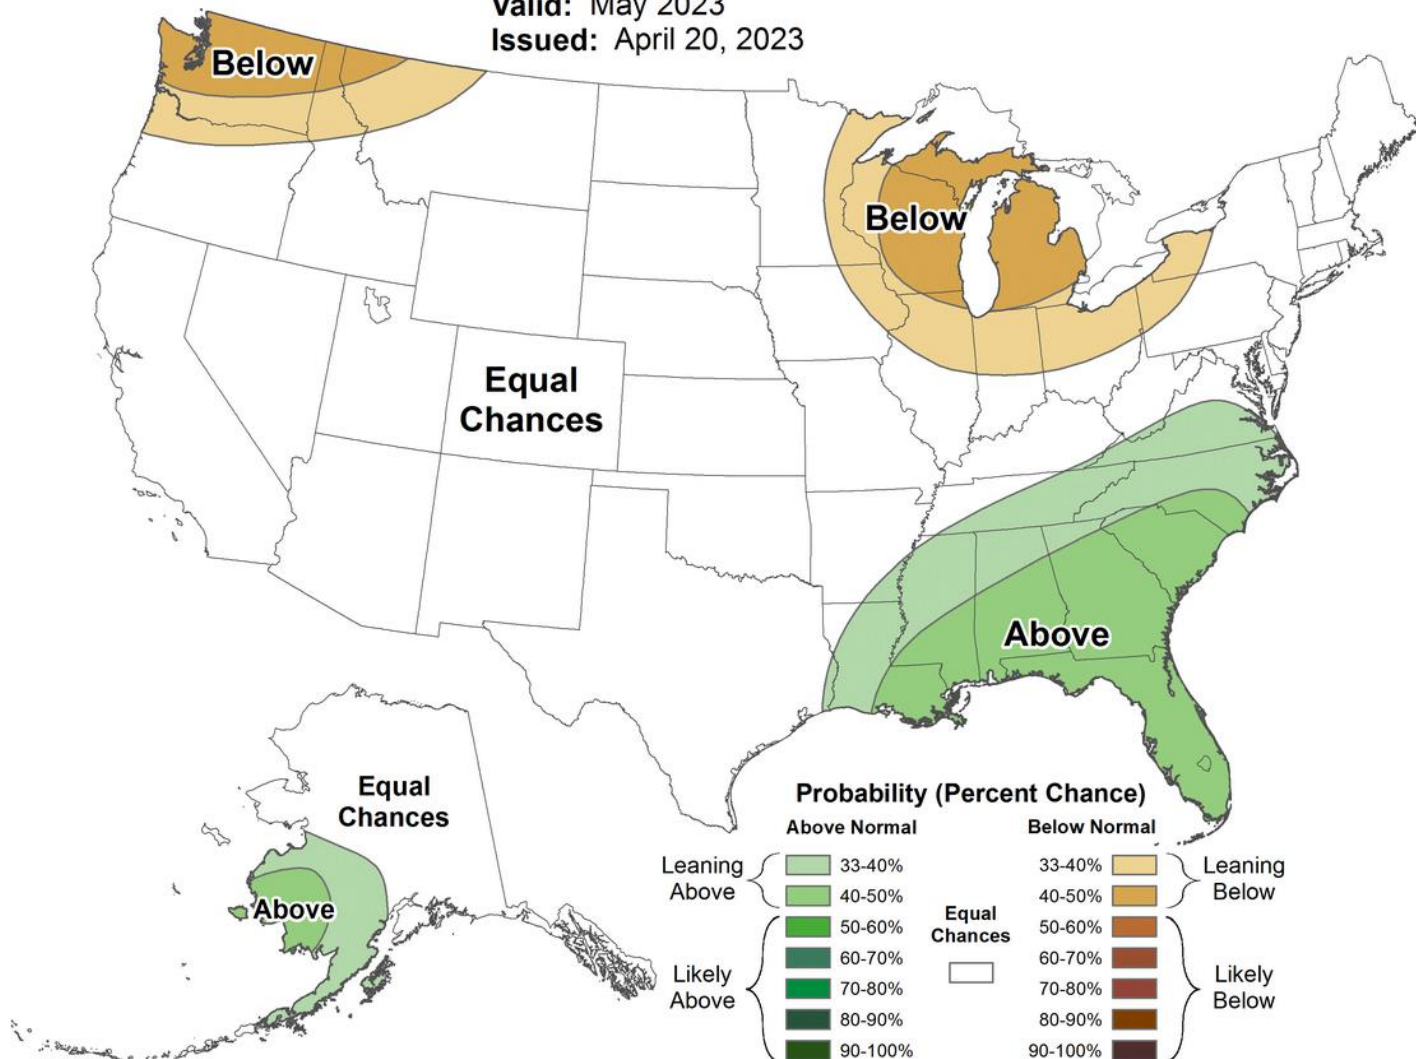 Valid: May 2023
Issued: April 20, 2023
Below
Below
Equal
Chances
Above
Equal
Chances
Above
Probability (Percent Chance)
Above Normal
Below Normal
Leaning
Above
33-40%
40-50%
Likely
Above
50-60%
60-70%
70-80%
80-90%
90-100%
Equal
Chances
33-40%
40-50%
Leaning
Below
50-60%
60-70%
70-80%
80-90%
90-100%
Likely
Below